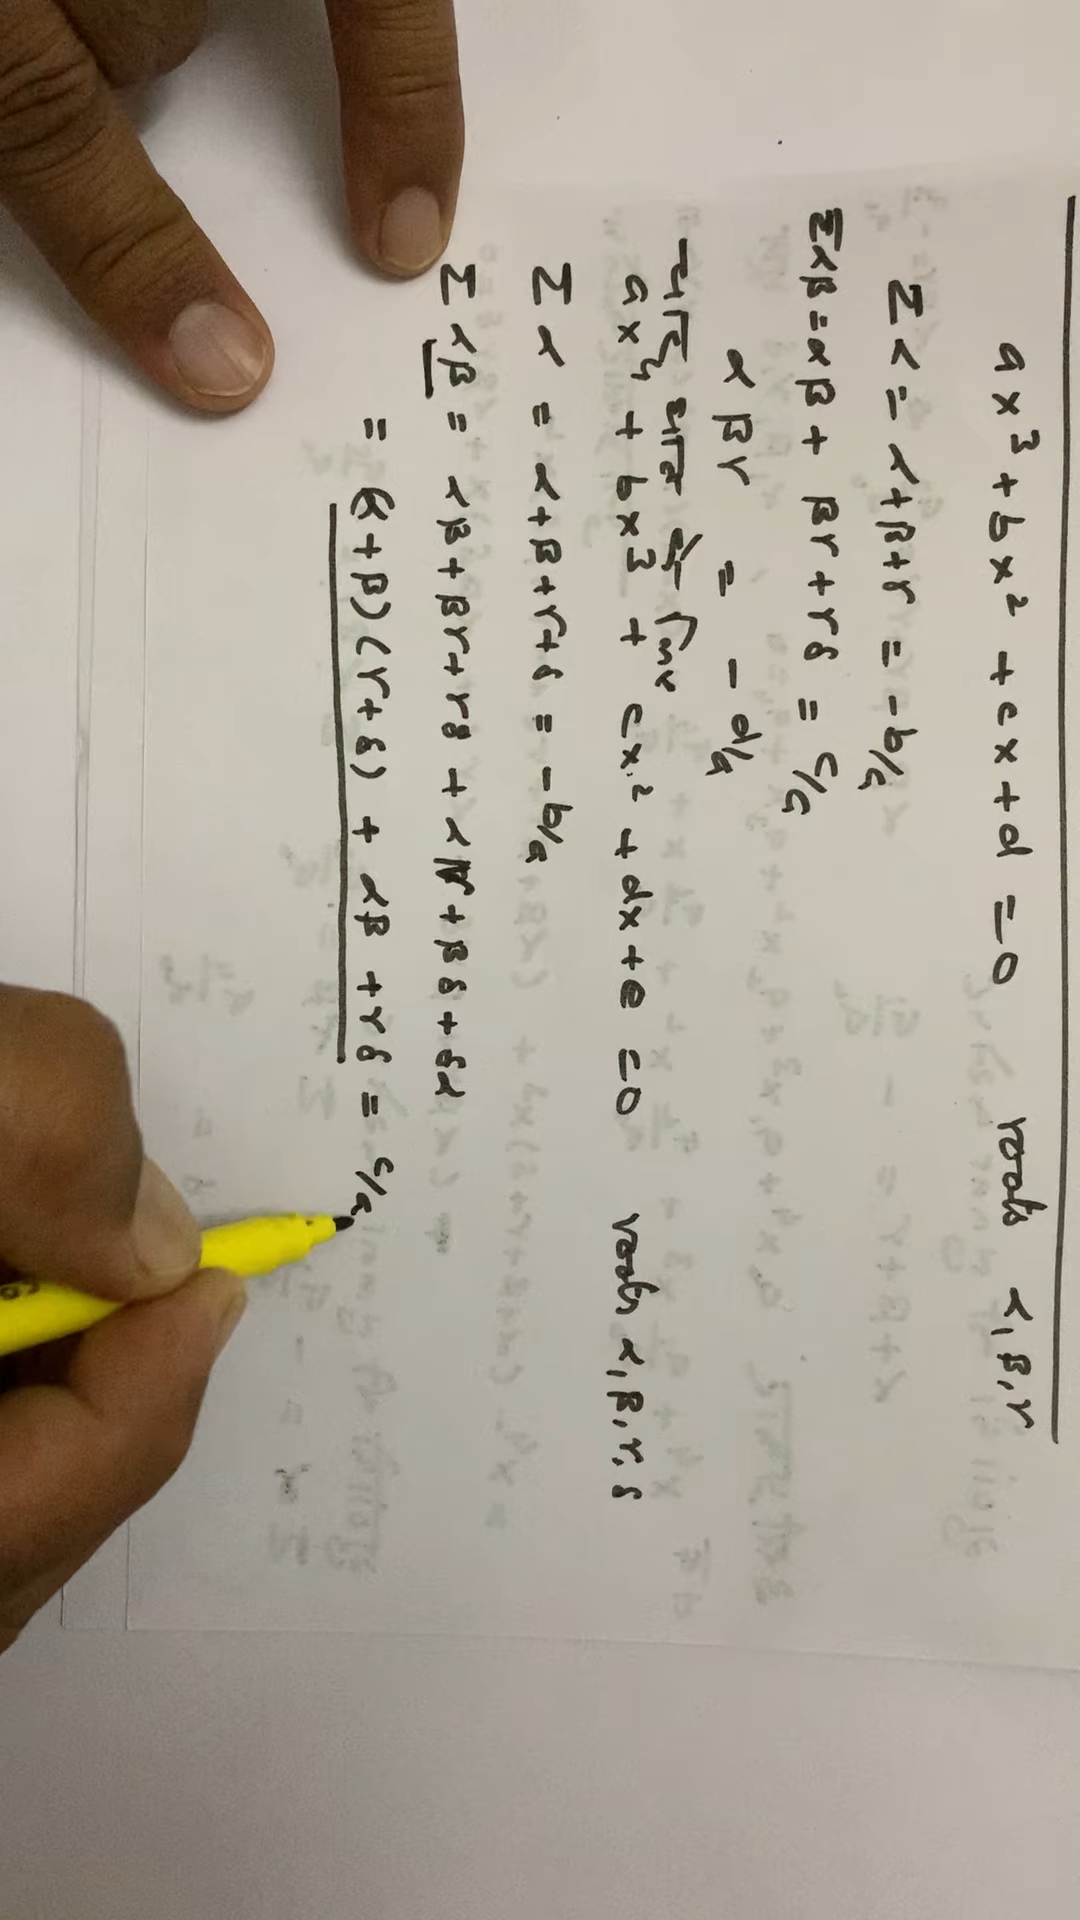 ax³ + bx² + cx + d = 0 roots α, β, γ
Σα = α + β + γ = -b/a
Σαβ = αβ + βγ + γδ = c/a
αβγ = - d/a
चार घात के लिए
ax⁴ + bx³ + cx² + dx + e = 0 roots α, β, γ, δ
Σα = α + β + γ + δ = -b/a
Σαβ = αβ + βγ + γδ + αγ + βδ + δα
= (α + β)(γ + δ) + αβ + γδ = c/a